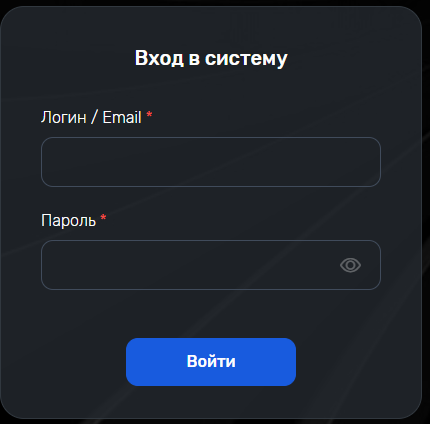 Вход в систему
Логин / Email *
Пароль *
Войти